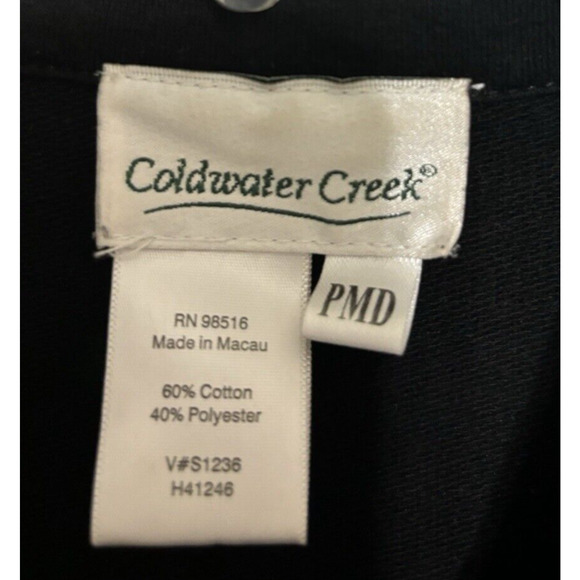 Coldwater Creek®
PMD
RN 98516
Made in Macau
60% Cotton
40% Polyester
V#S1236
H41246